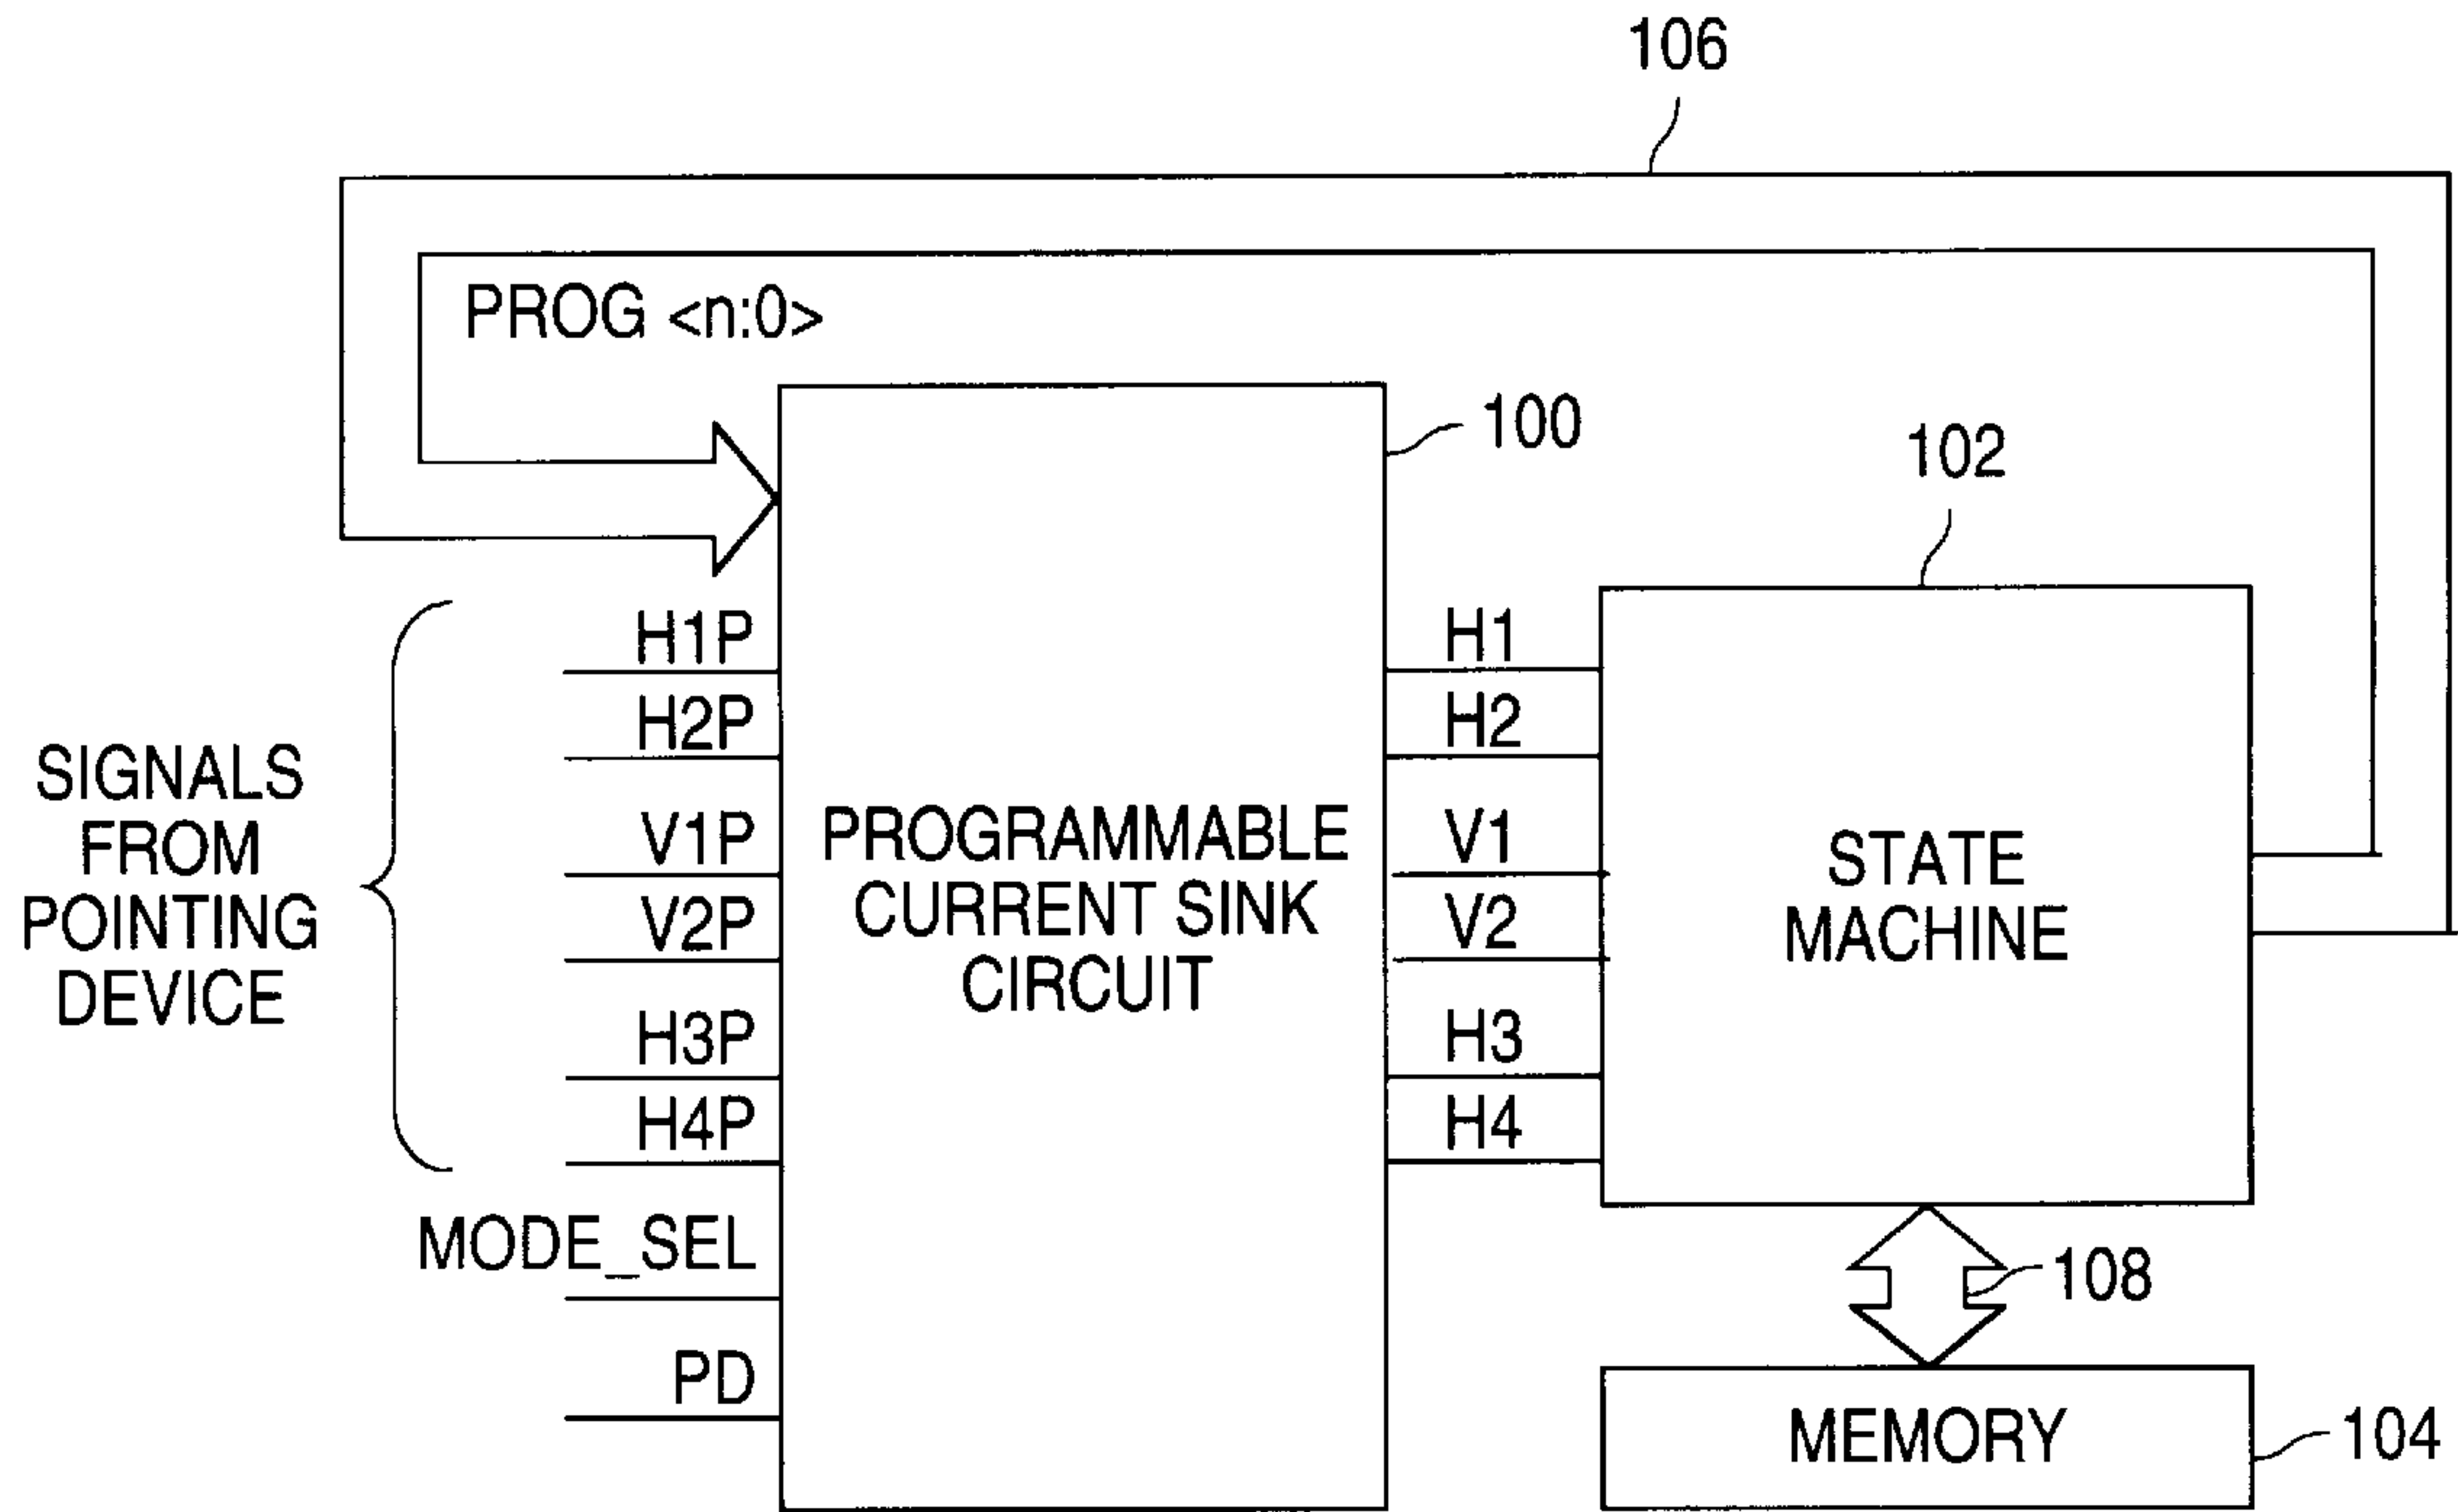 106
PROG <n:0>
100
102
H1P
H2P
V1P
V2P
H3P
H4P
MODE_SEL
PD
SIGNALS
FROM
POINTING
DEVICE
PROGRAMMABLE
CURRENT SINK
CIRCUIT
H1
H2
V1
V2
H3
H4
STATE
MACHINE
108
MEMORY
104